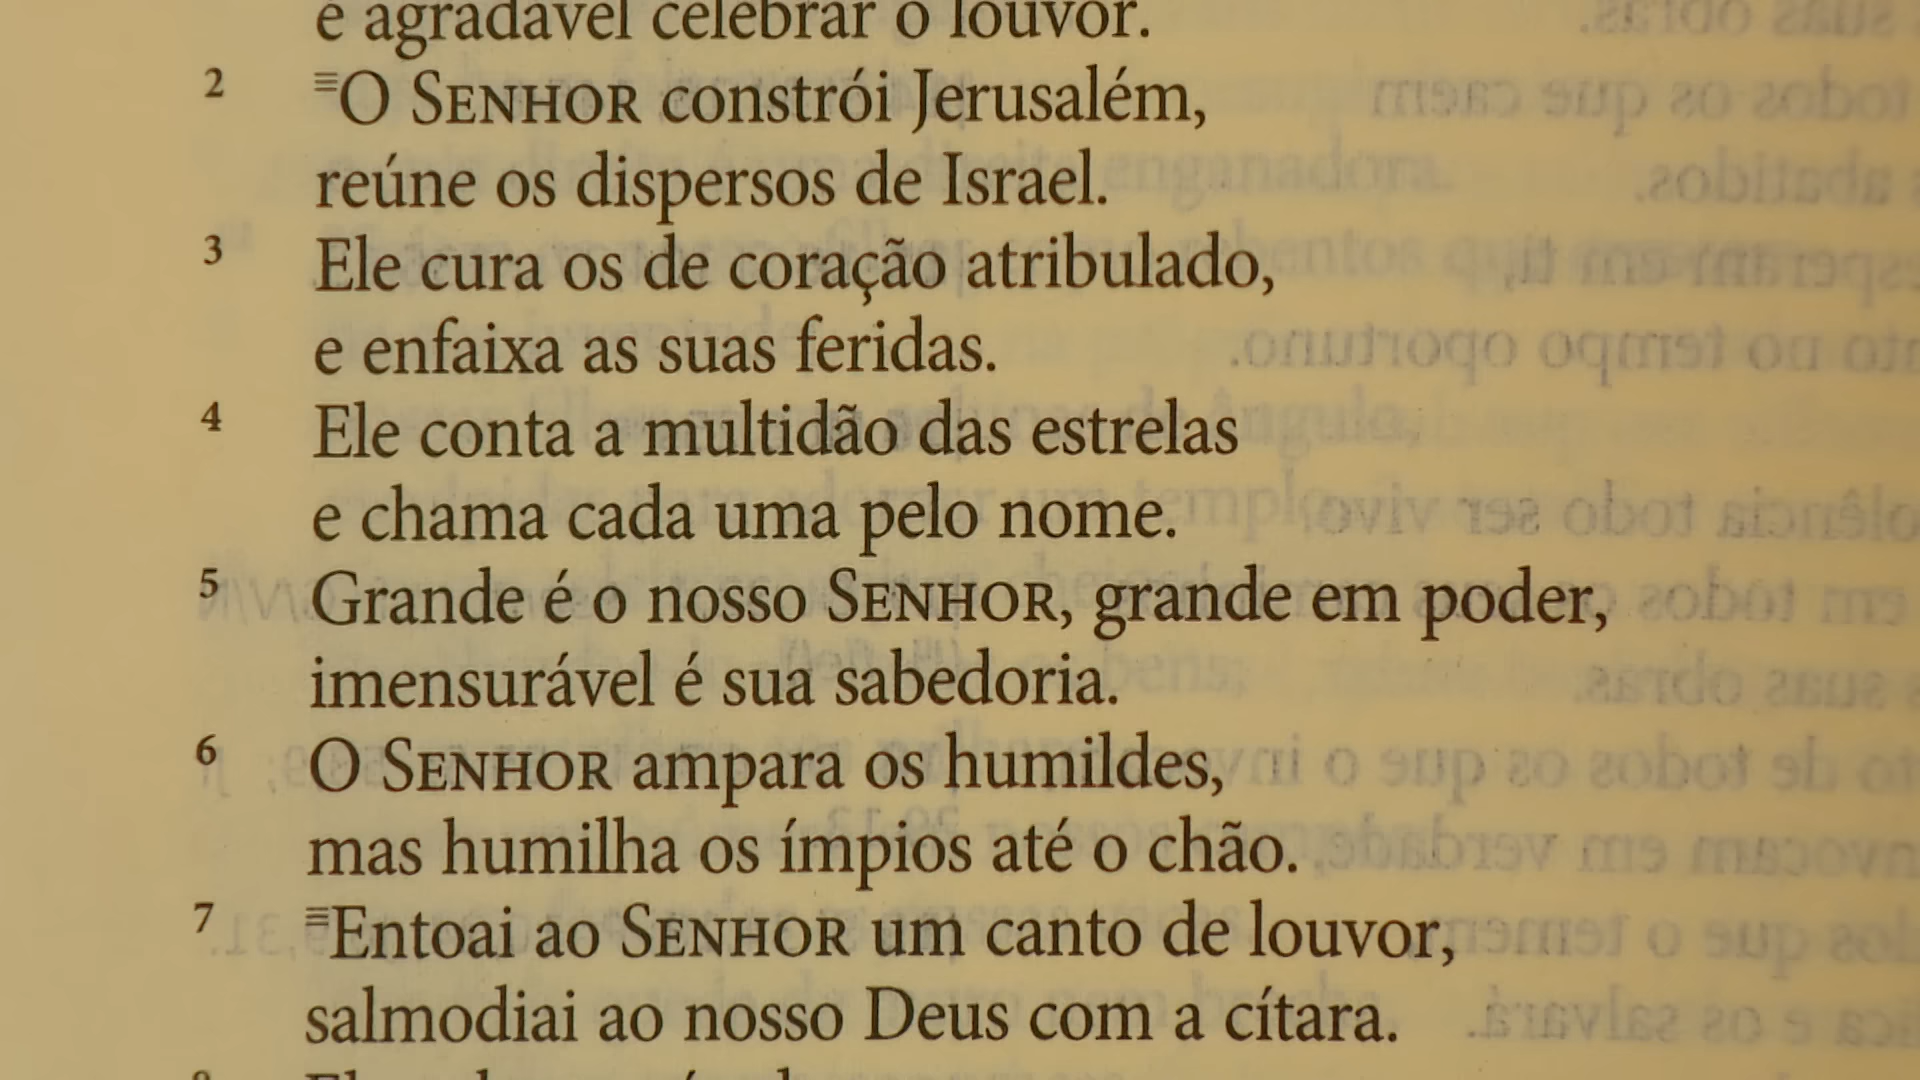 é agradável celebrar o louvor.
2 ≡O SENHOR constrói Jerusalém,
reúne os dispersos de Israel.
3 Ele cura os de coração atribulado,
e enfaixa as suas feridas.
4 Ele conta a multidão das estrelas
e chama cada uma pelo nome.
5 Grande é o nosso SENHOR, grande em poder,
imensurável é sua sabedoria.
6 O SENHOR ampara os humildes,
mas humilha os ímpios até o chão.
7 ≡Entoai ao SENHOR um canto de louvor,
salmodiai ao nosso Deus com a cítara.